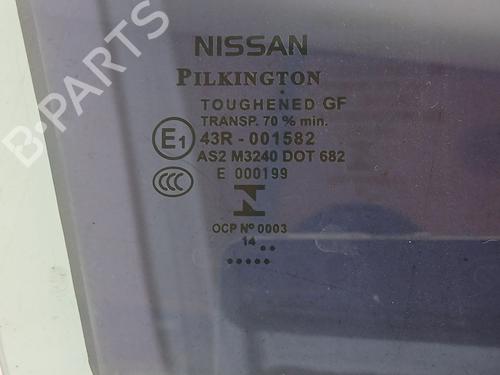 NISSAN
PILKINGTON
TOUGHENED GF
TRANSP. 70 % min.
E1 43R - 001582
AS2 M3240 DOT 682
CCC E 000199
OCP Nº 0003
14
B-PARTS